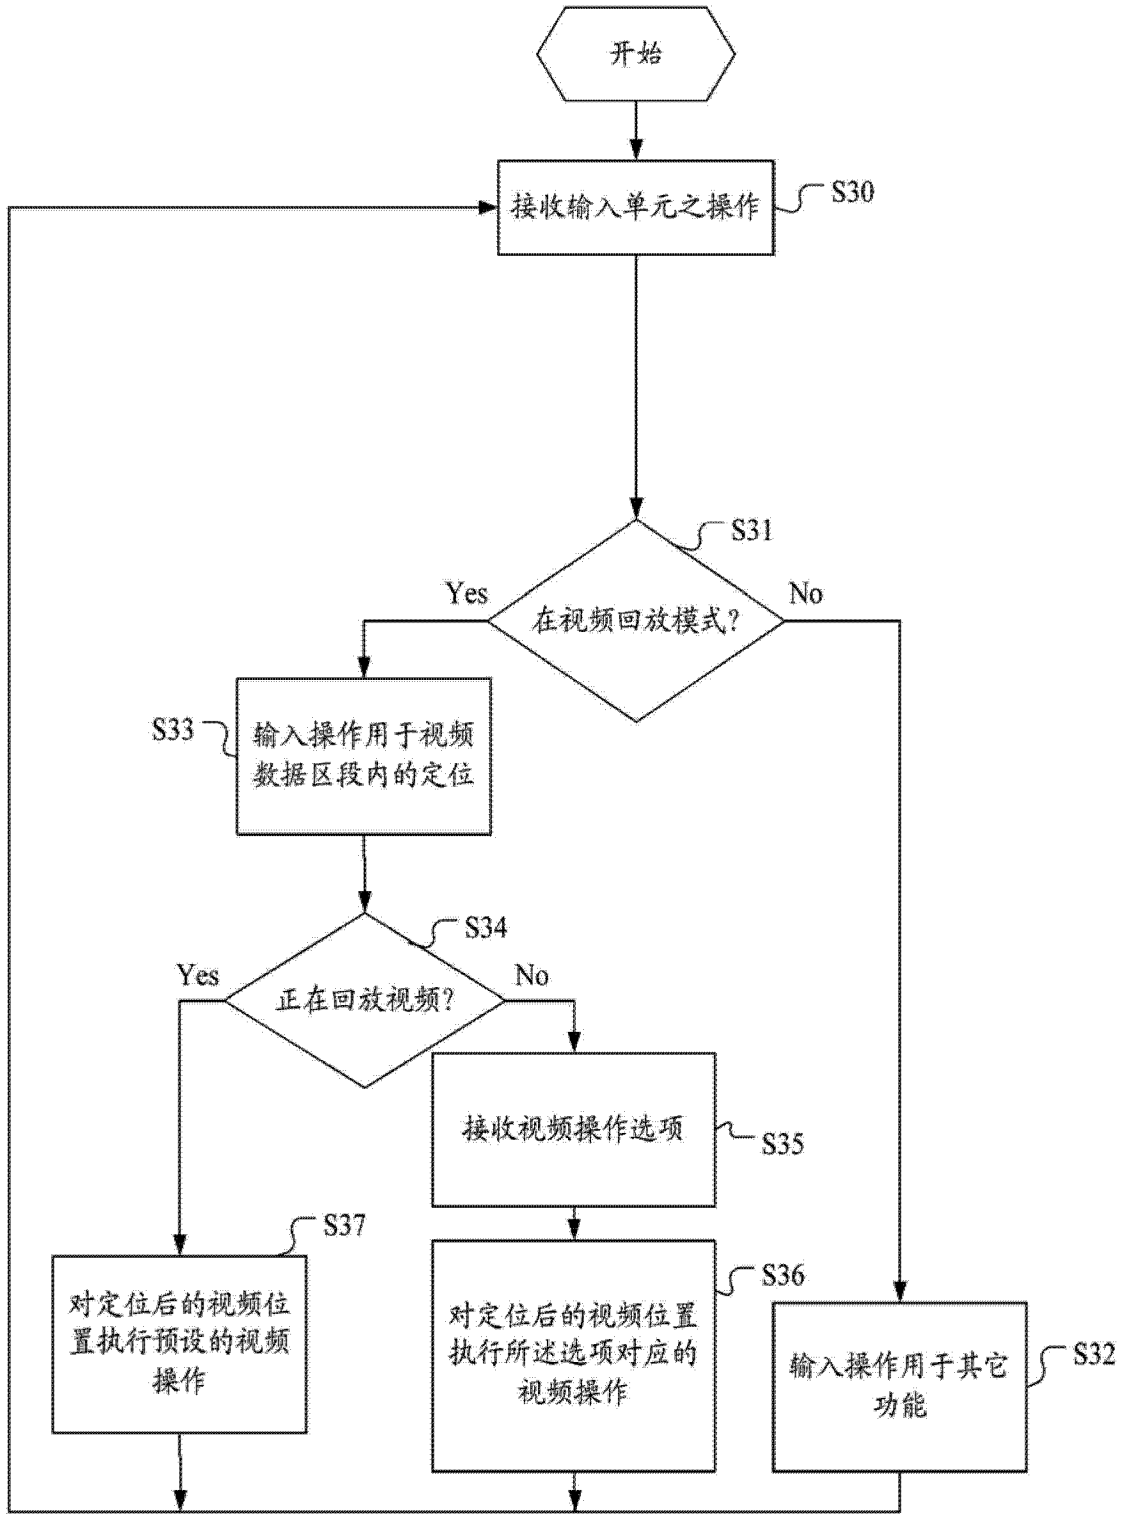 开始
接收输入单元之操作
S30
S31
Yes
No
在视频回放模式?
S33
输入操作用于视频
数据区段内的定位
S34
Yes
No
正在回放视频?
接收视频操作选项
S35
S37
对定位后的视频位
置执行预设的视频
操作
S36
对定位后的视频位置
执行所述选项对应的
视频操作
S32
输入操作用于其它
功能